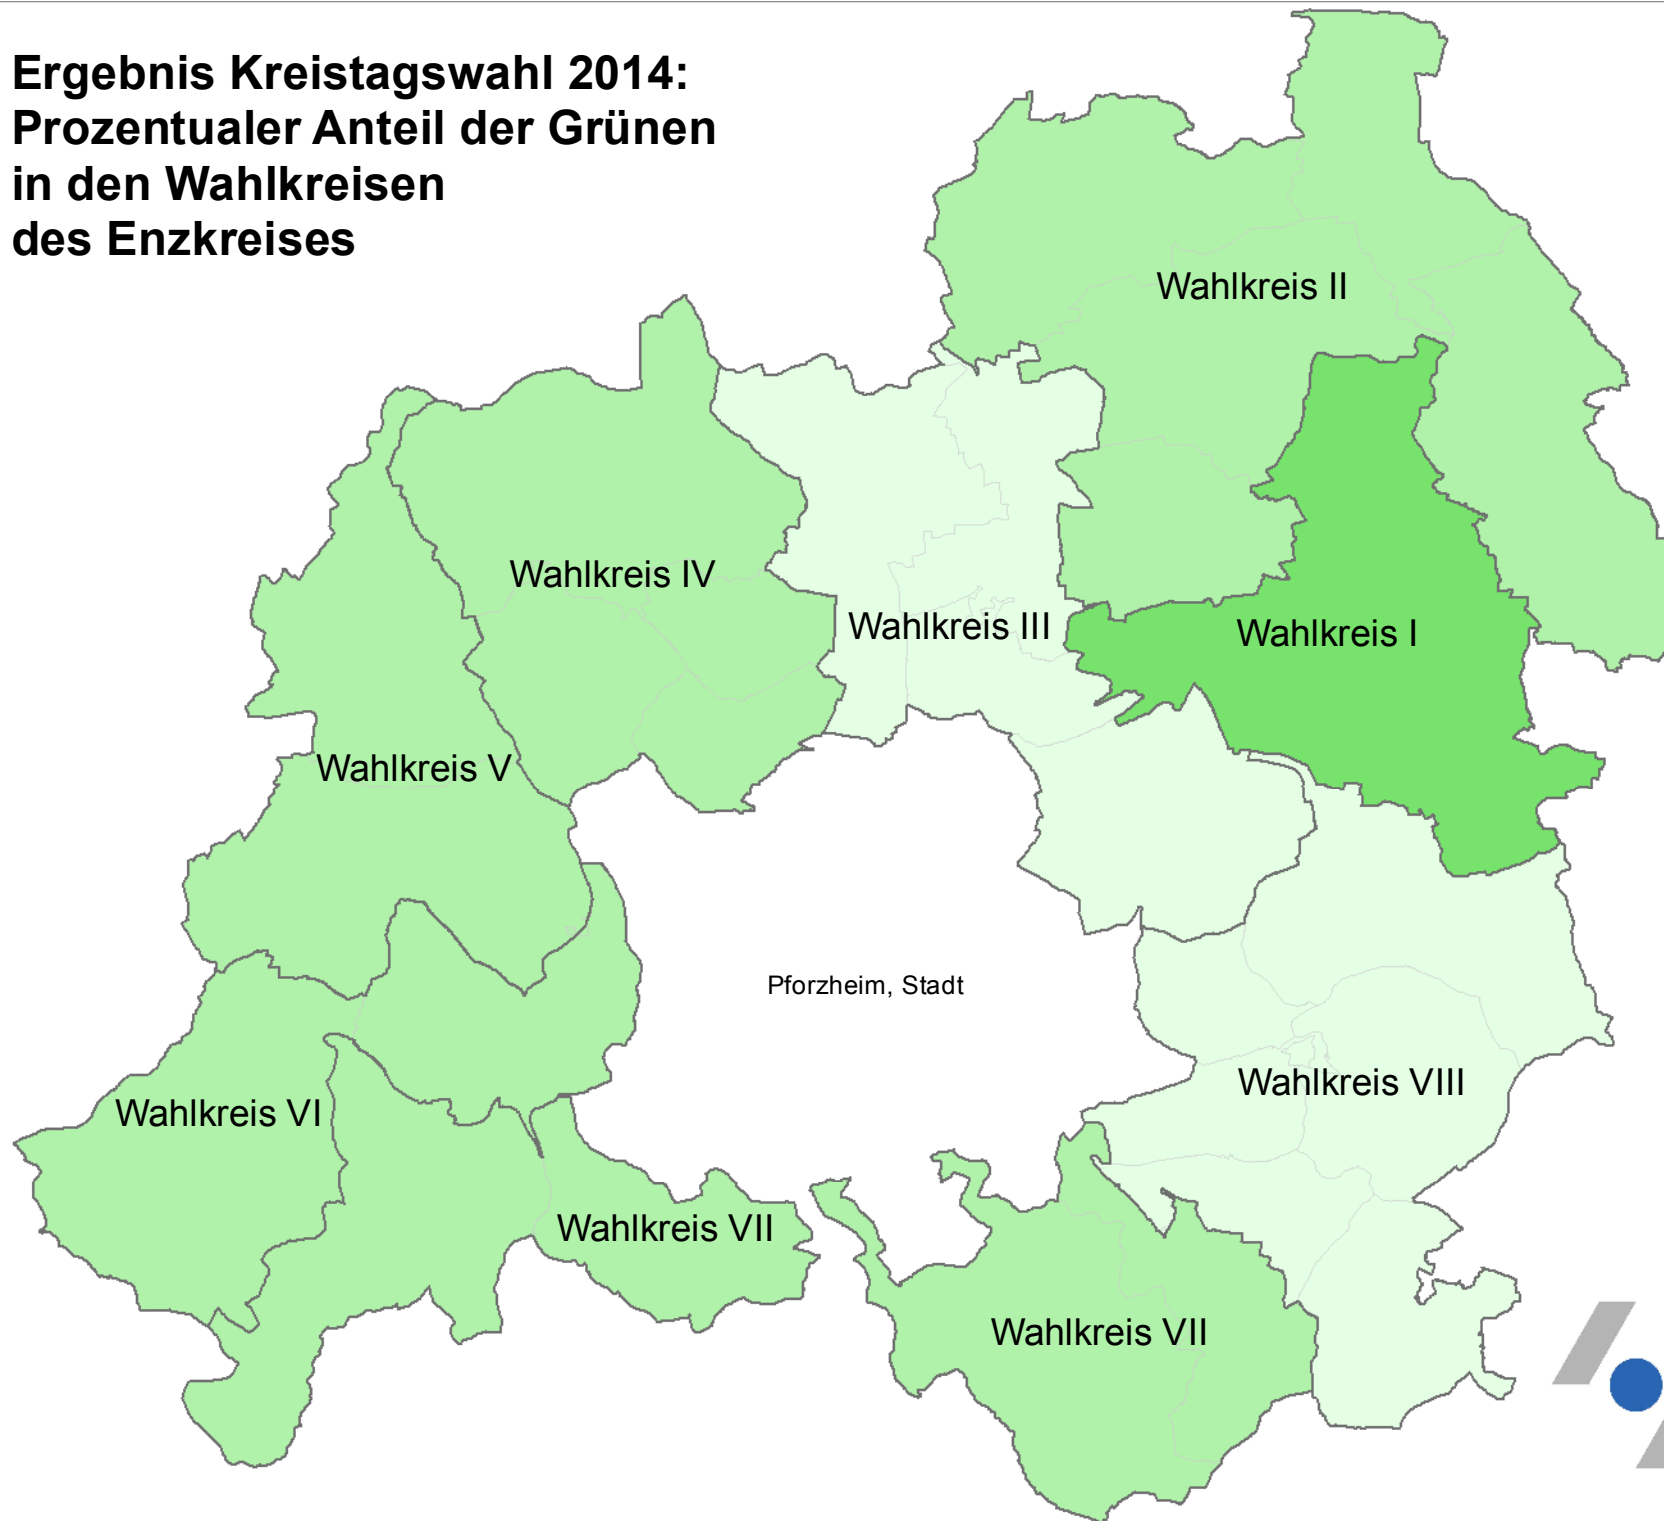 Ergebnis Kreistagswahl 2014:
Prozentualer Anteil der Grünen
in den Wahlkreisen
des Enzkreises
Wahlkreis II
Wahlkreis IV
Wahlkreis III
Wahlkreis I
Wahlkreis V
Pforzheim, Stadt
Wahlkreis VIII
Wahlkreis VI
Wahlkreis VII
Wahlkreis VII